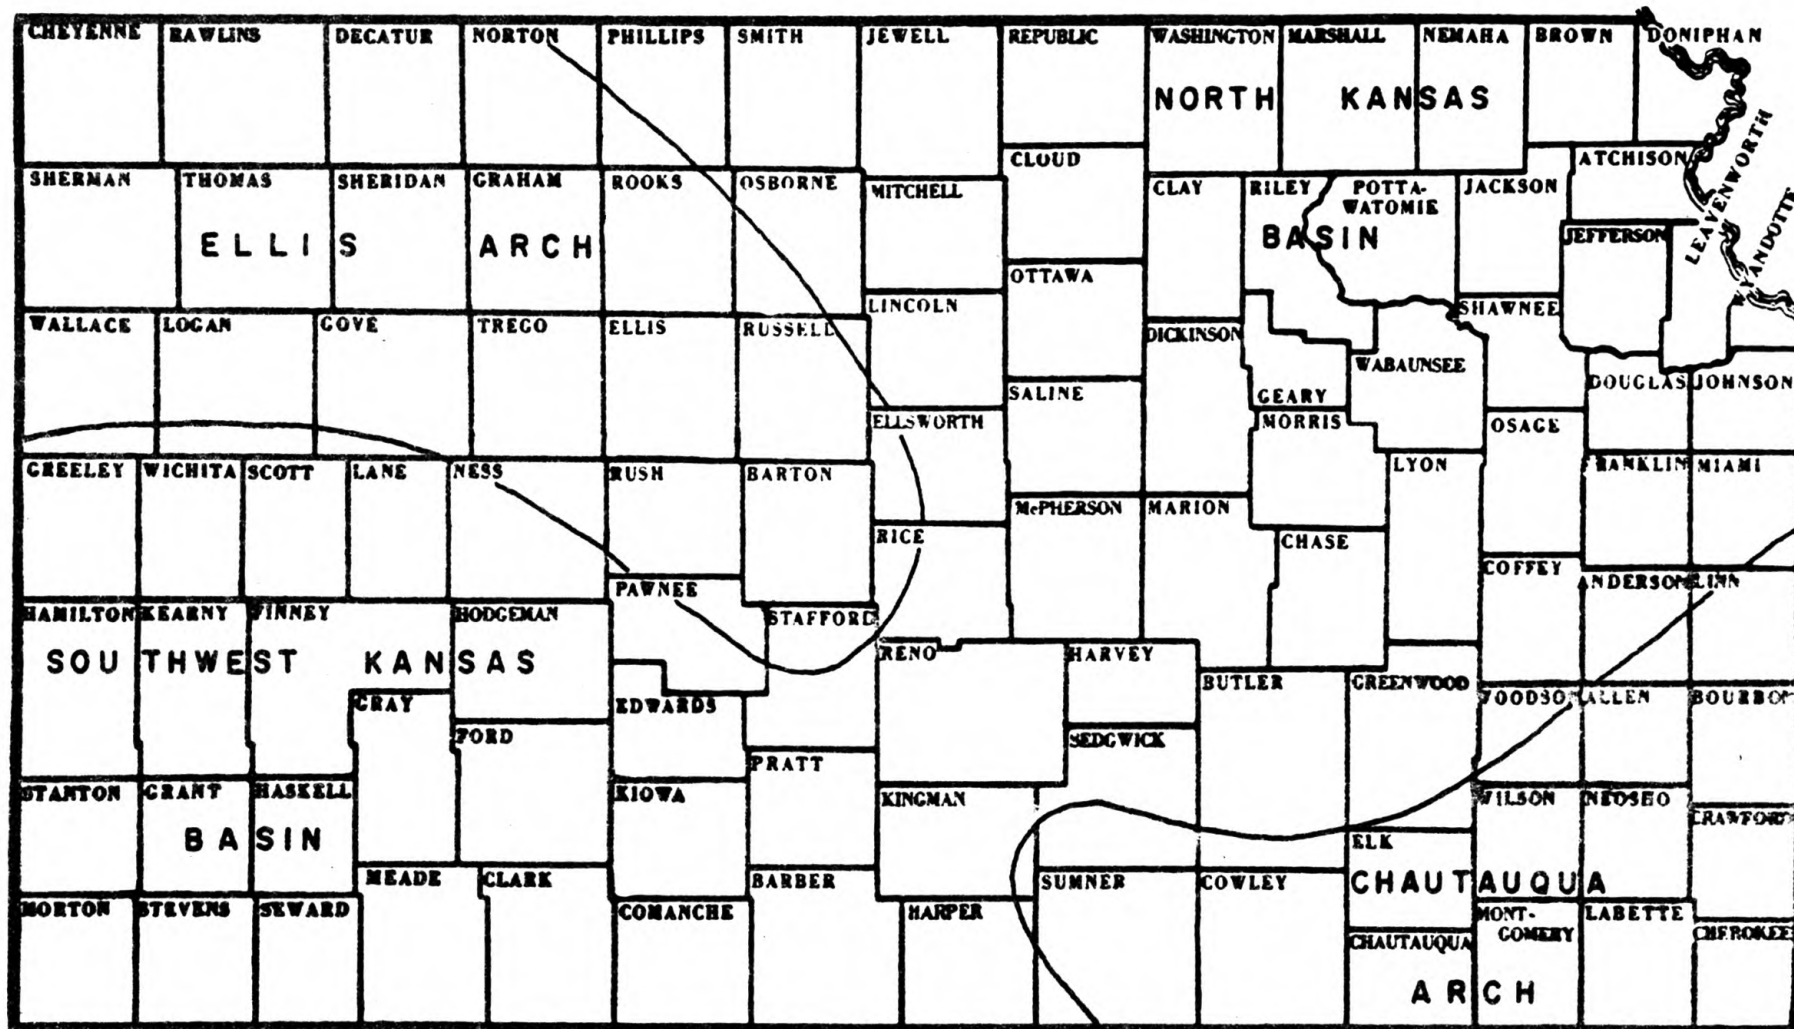 CHEYENNE RAWLINS DECATUR NORTON PHILLIPS SMITH JEWELL REPUBLIC WASHINGTON MARSHALL NEMAHA BROWN DONIPHAN
NORTH KANSAS
CLOUD ATCHISON
SHERMAN THOMAS SHERIDAN GRAHAM ROOKS OSBORNE MITCHELL CLAY RILEY POTTA-
WATOMIE JACKSON
LEAVENWORTH
WYANDOTTE
ELLIS ARCH BASIN JEFFERSON
OTTAWA
LINCOLN SHAWNEE
WALLACE LOGAN GOVE TREGO ELLIS RUSSELL DICKINSON
WABAUNSEE
SALINE GEARY DOUGLAS JOHNSON
ELLSWORTH MORRIS OSAGE
GREELEY WICHITA SCOTT LANE NESS RUSH BARTON LYON FRANKLIN MIAMI
McPHERSON MARION
RICE CHASE
COFFEY
PAWNEE ANDERSON LINN
HAMILTON KEARNY FINNEY HODGEMAN STAFFORD
SOUTHWEST KANSAS
RENO HARVEY
BUTLER GREENWOOD
GRAY EDWARDS WOODSON ALLEN BOURBON
FORD SEDGWICK
PRATT
STANTON GRANT HASKELL KIOWA KINGMAN WILSON NEOSHO
CRAWFORD
BASIN ELK
MEADE CLARK BARBER SUMNER COWLEY CHAUTAUQUA
MORTON STEVENS SEWARD COMANCHE HARPER MONT-
GOMERY LABETTE
CHAUTAUQUA CHEROKEE
ARCH